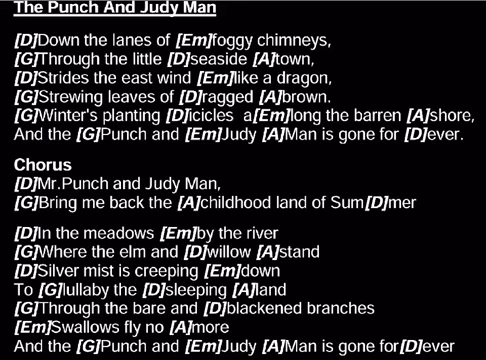 The Punch And Judy Man
[D]Down the lanes of [Em]foggy chimneys,
[G]Through the little [D]seaside [A]town,
[D]Strides the east wind [Em]like a dragon,
[G]Strewing leaves of [D]ragged [A]brown.
[G]Winter's planting [D]icicles a[Em]long the barren [A]shore,
And the [G]Punch and [Em]Judy [A]Man is gone for [D]ever.
Chorus
[D]Mr.Punch and Judy Man,
[G]Bring me back the [A]childhood land of Sum[D]mer
[D]In the meadows [Em]by the river
[G]Where the elm and [D]willow [A]stand
[D]Silver mist is creeping [Em]down
To [G]lullaby the [D]sleeping [A]land
[G]Through the bare and [D]blackened branches
[Em]Swallows fly no [A]more
And the [G]Punch and [Em]Judy [A]Man is gone for[D]ever